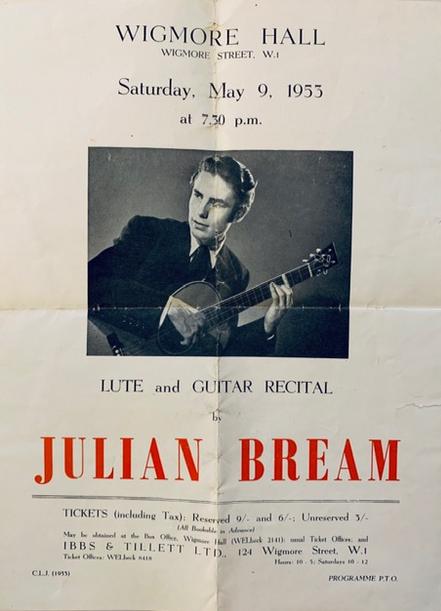 WIGMORE HALL
WIGMORE STREET, W.1
Saturday, May 9, 1953
at 7.30 p.m.
LUTE and GUITAR RECITAL
by
JULIAN BREAM
TICKETS (including Tax): Reserved 9/- and 6/-; Unreserved 3/-
(All Bookable in Advance)
May be obtained at the Box Office, Wigmore Hall (WELbeck 2141); usual Ticket Offices; and
IBBS & TILLETT LTD., 124 Wigmore Street, W.1
Ticket Office: WELbeck 8418 Hours: 10 - 5; Saturdays 10 - 12
C.L.J. (1953) PROGRAMME P.T.O.